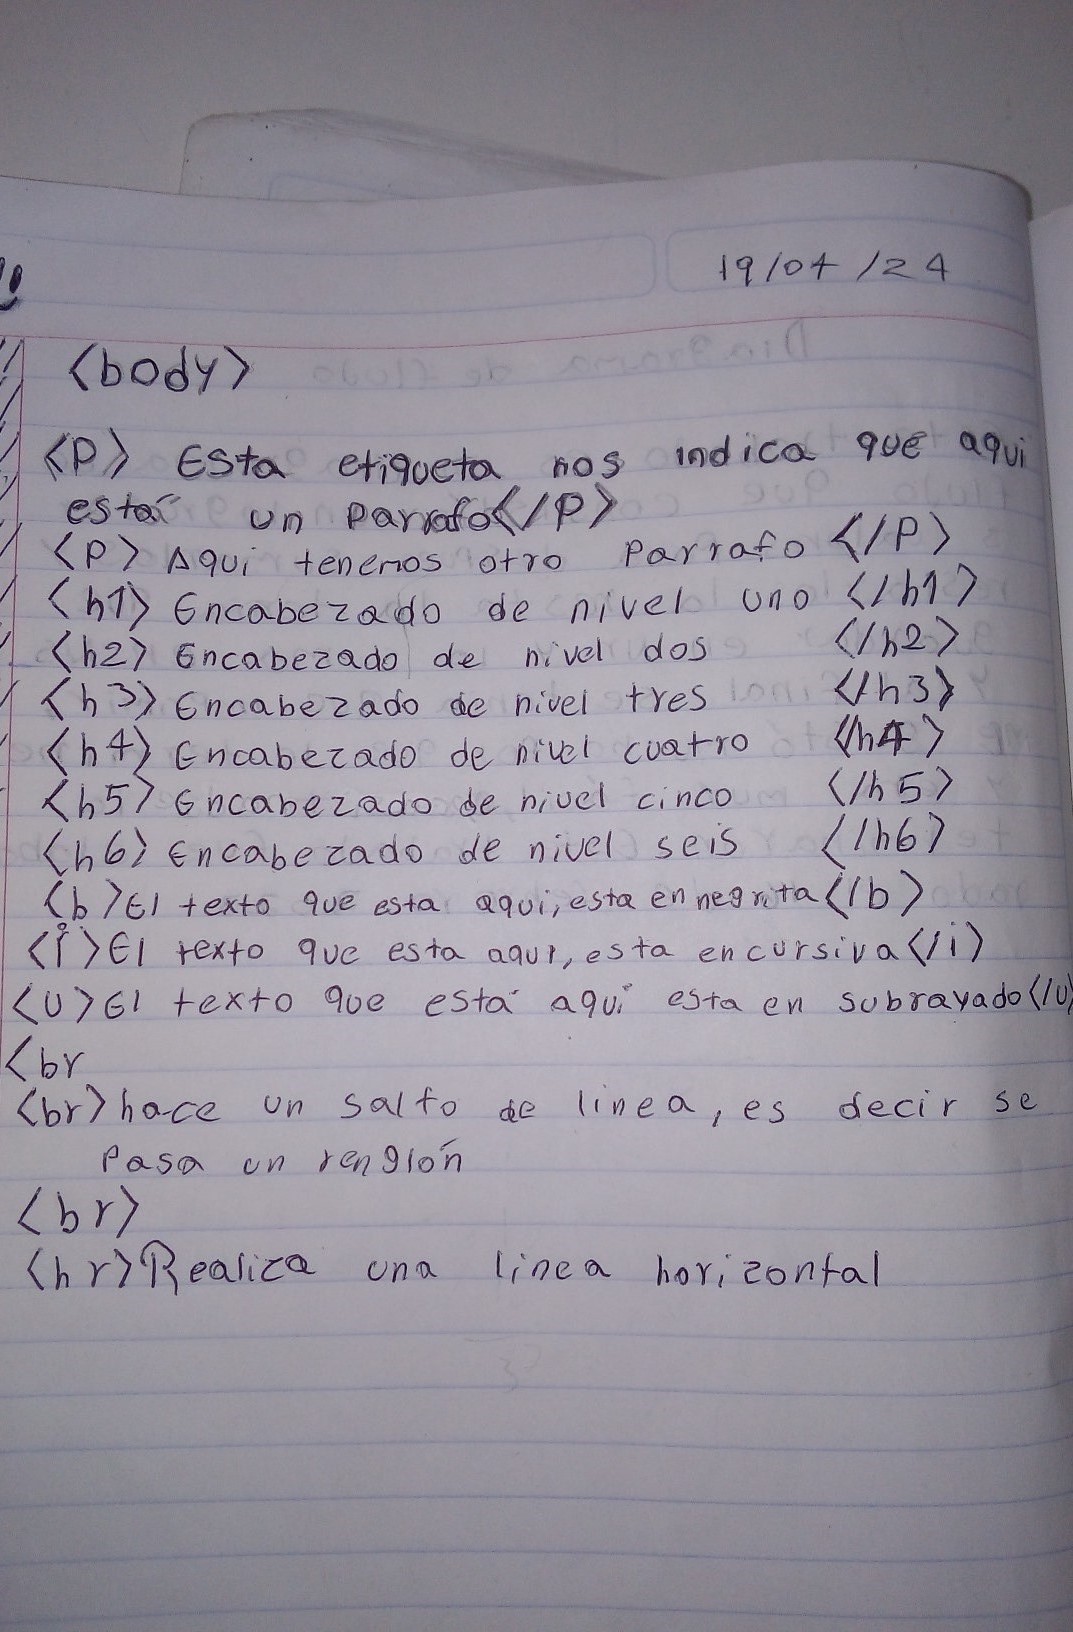 19/04/24
<body>
<P> Esta etiqueta nos indica que aqui
está un Parrafo</P>
<P> Aqui tenemos otro Parrafo </P>
<h1> Encabezado de nivel uno </h1>
<h2> Encabezado de nivel dos </h2>
<h3> Encabezado de nivel tres </h3>
<h4> Encabezado de nivel cuatro </h4>
<h5> Encabezado de nivel cinco </h5>
<h6> Encabezado de nivel seis </h6>
<b>El texto que esta aqui, esta en negrita</b>
<i>El texto que esta aqui, esta en cursiva</i>
<U>El texto que está aqui esta en subrayado</U>
<br
<br>hace un salto de linea, es decir se
Pasa un renglón
<br>
<hr>Realiza una linea horizontal